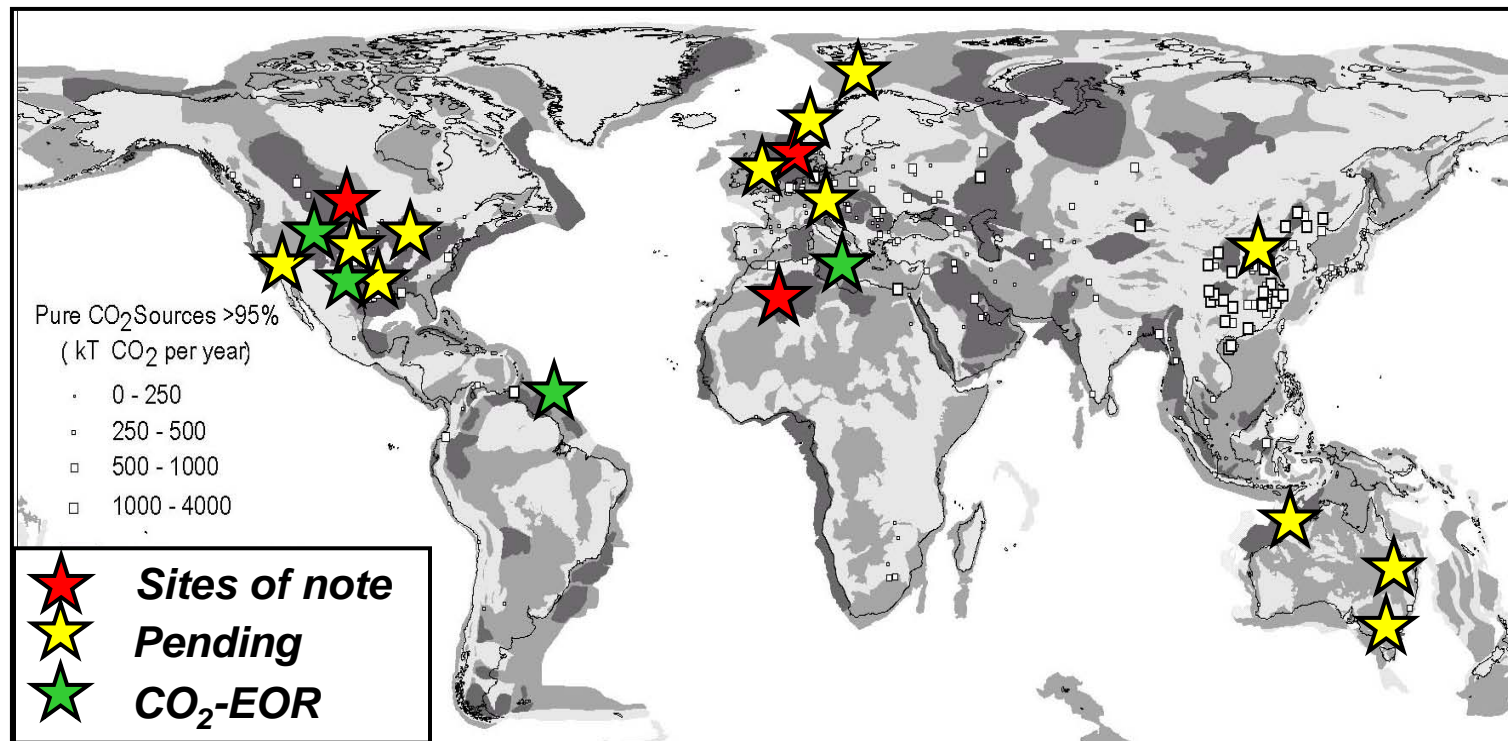 Pure CO2 Sources >95%
( kT CO2 per year)
0 - 250
250 - 500
500 - 1000
1000 - 4000
Sites of note
Pending
CO2-EOR